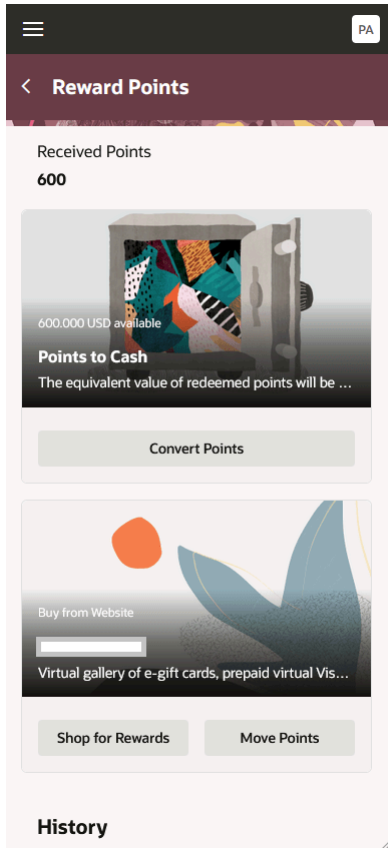 PA
Reward Points
Received Points
600
600.000 USD available
Points to Cash
The equivalent value of redeemed points will be ...
Convert Points
Buy from Website
Virtual gallery of e-gift cards, prepaid virtual Vis...
Shop for Rewards
Move Points
History